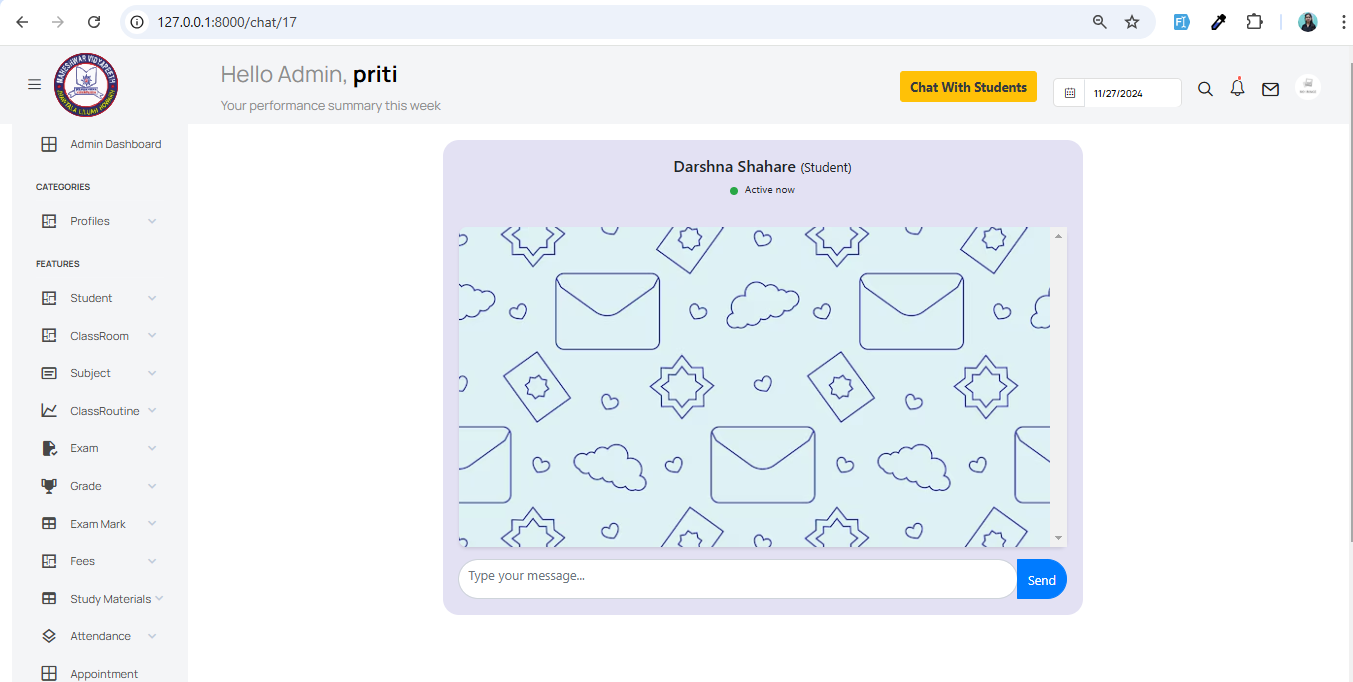 127.0.0.1:8000/chat/17
Hello Admin, priti
Your performance summary this week
Chat With Students
11/27/2024
Admin Dashboard
CATEGORIES
Profiles
FEATURES
Student
ClassRoom
Subject
ClassRoutine
Exam
Grade
Exam Mark
Fees
Study Materials
Attendance
Appointment
Darshna Shahare (Student)
Active now
Type your message...
Send